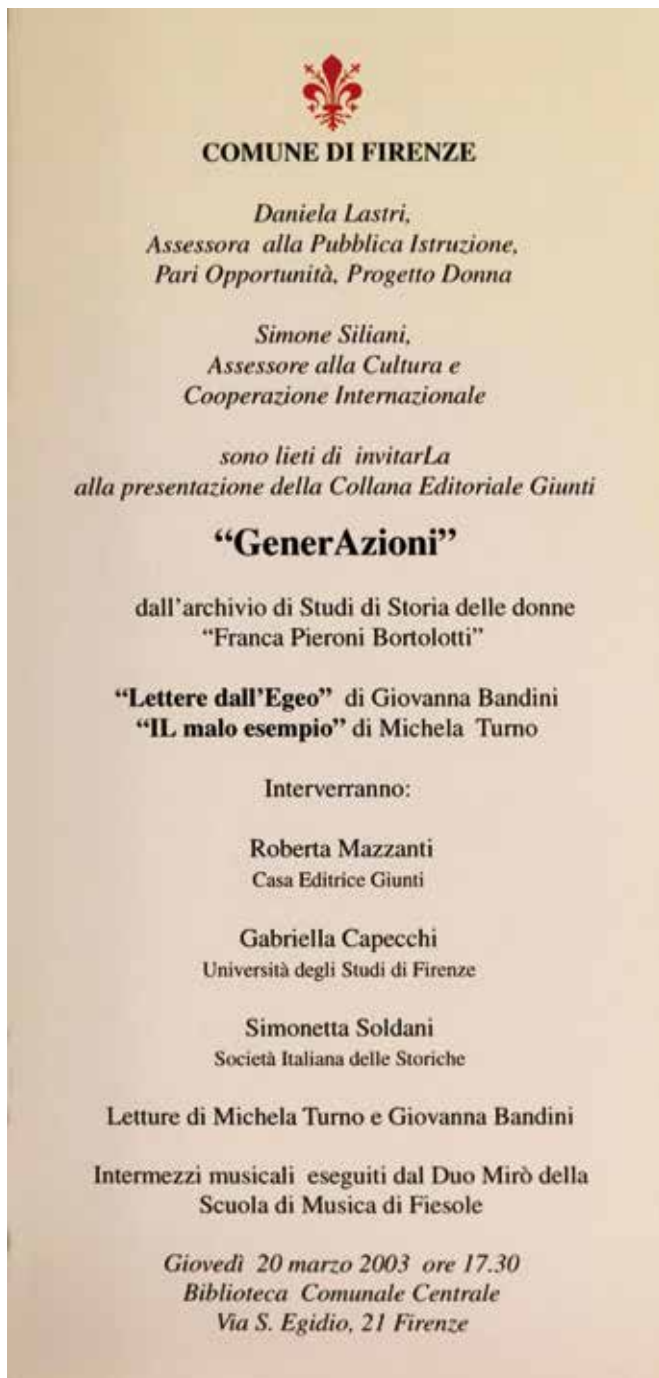 COMUNE DI FIRENZE
Daniela Lastri,
Assessora alla Pubblica Istruzione,
Pari Opportunità, Progetto Donna
Simone Siliani,
Assessore alla Cultura e
Cooperazione Internazionale
sono lieti di invitarLa
alla presentazione della Collana Editoriale Giunti
“GenerAzioni”
dall'archivio di Studi di Storia delle donne
“Franca Pieroni Bortolotti”
“Lettere dall'Egeo” di Giovanna Bandini
“IL malo esempio” di Michela Turno
Interverranno:
Roberta Mazzanti
Casa Editrice Giunti
Gabriella Capecchi
Università degli Studi di Firenze
Simonetta Soldani
Società Italiana delle Storiche
Letture di Michela Turno e Giovanna Bandini
Intermezzi musicali eseguiti dal Duo Mirò della
Scuola di Musica di Fiesole
Giovedì 20 marzo 2003 ore 17.30
Biblioteca Comunale Centrale
Via S. Egidio, 21 Firenze